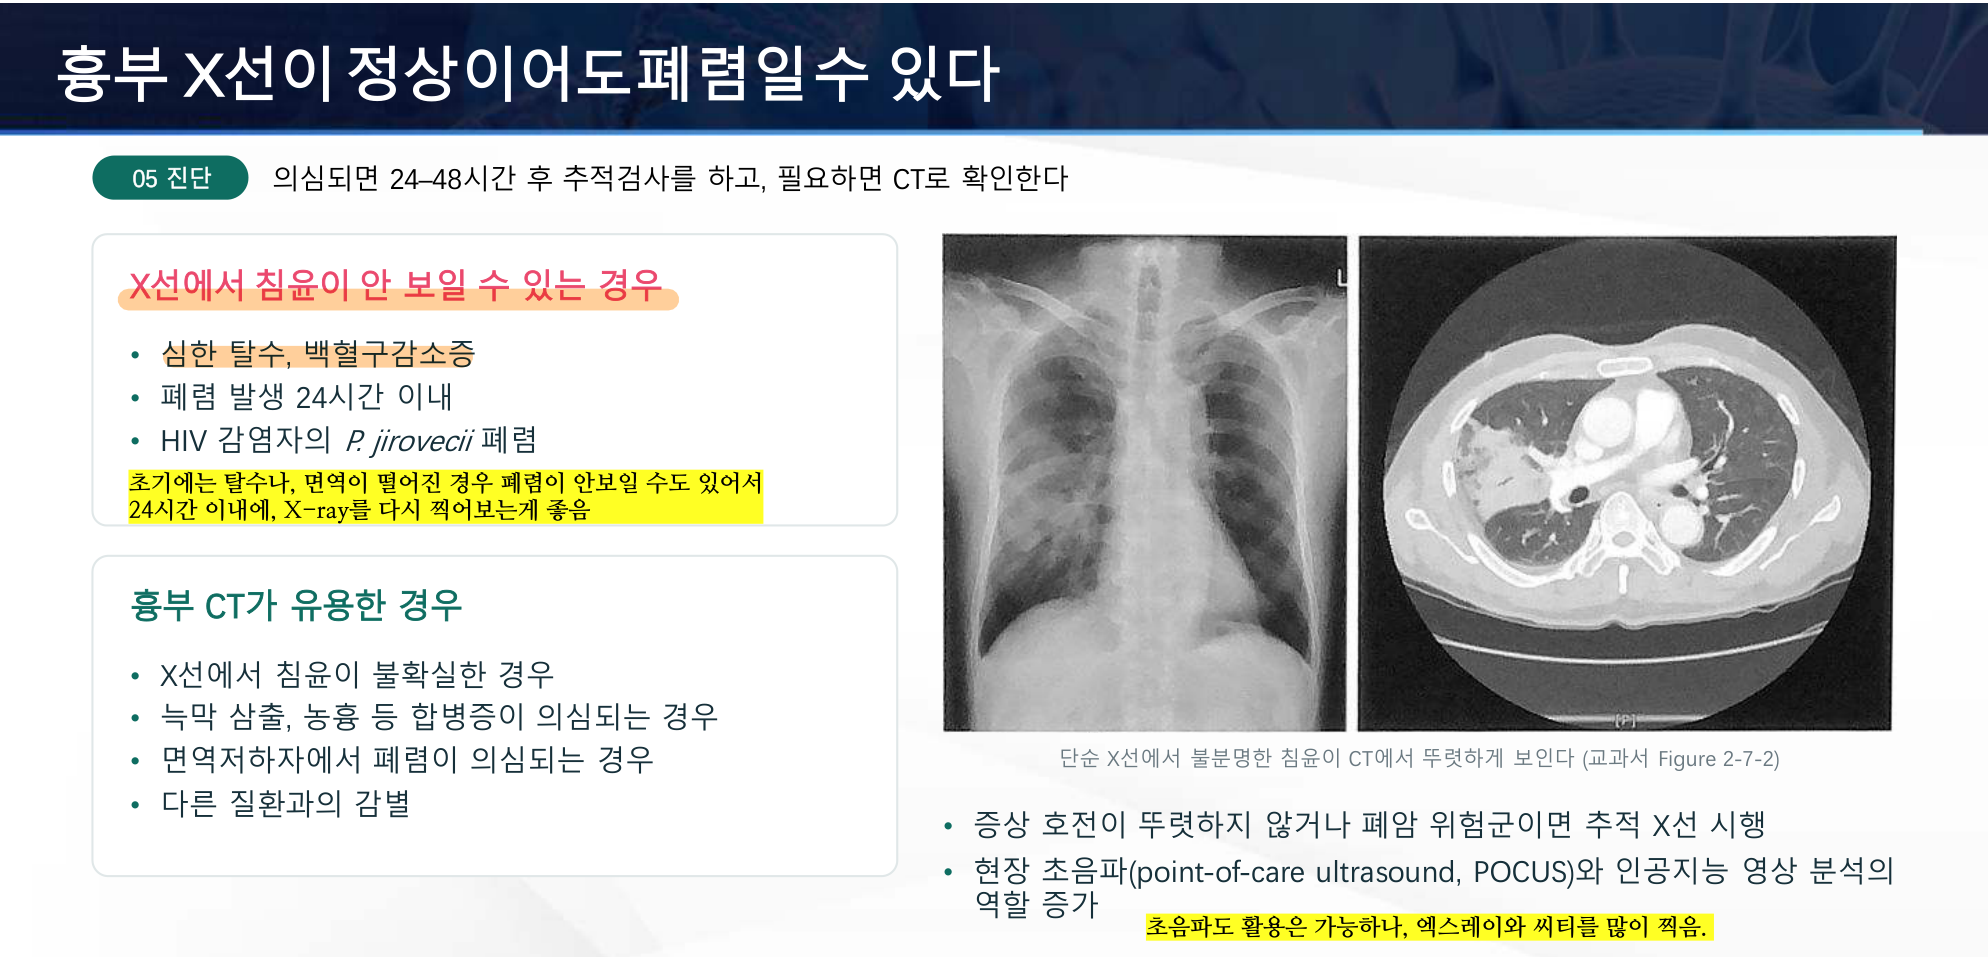 흉부 X선이 정상이어도 폐렴일 수 있다
05 진단
의심되면 24–48시간 후 추적검사를 하고, 필요하면 CT로 확인한다
X선에서 침윤이 안 보일 수 있는 경우
• 심한 탈수, 백혈구감소증
• 폐렴 발생 24시간 이내
• HIV 감염자의 P. jirovecii 폐렴
초기에는 탈수나, 면역이 떨어진 경우 폐렴이 안보일 수도 있어서
24시간 이내에, X-ray를 다시 찍어보는게 좋음
흉부 CT가 유용한 경우
• X선에서 침윤이 불확실한 경우
• 늑막 삼출, 농흉 등 합병증이 의심되는 경우
• 면역저하자에서 폐렴이 의심되는 경우
• 다른 질환과의 감별
L
[P]
단순 X선에서 불분명한 침윤이 CT에서 뚜렷하게 보인다 (교과서 Figure 2-7-2)
• 증상 호전이 뚜렷하지 않거나 폐암 위험군이면 추적 X선 시행
• 현장 초음파(point-of-care ultrasound, POCUS)와 인공지능 영상 분석의
역할 증가
초음파도 활용은 가능하나, 엑스레이와 씨티를 많이 찍음.